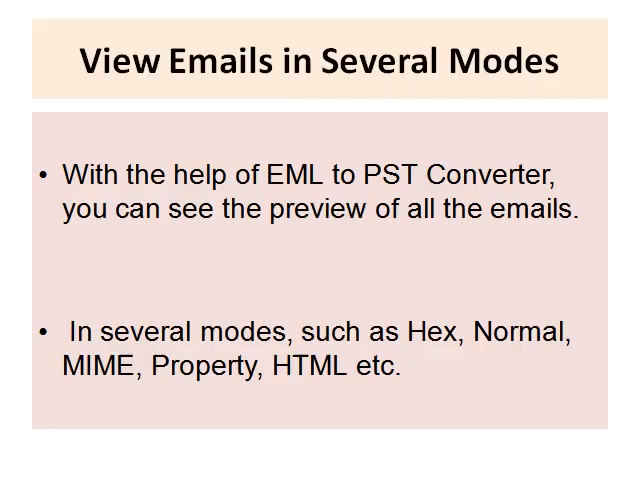 View Emails in Several Modes
• With the help of EML to PST Converter,
you can see the preview of all the emails.
• In several modes, such as Hex, Normal,
MIME, Property, HTML etc.